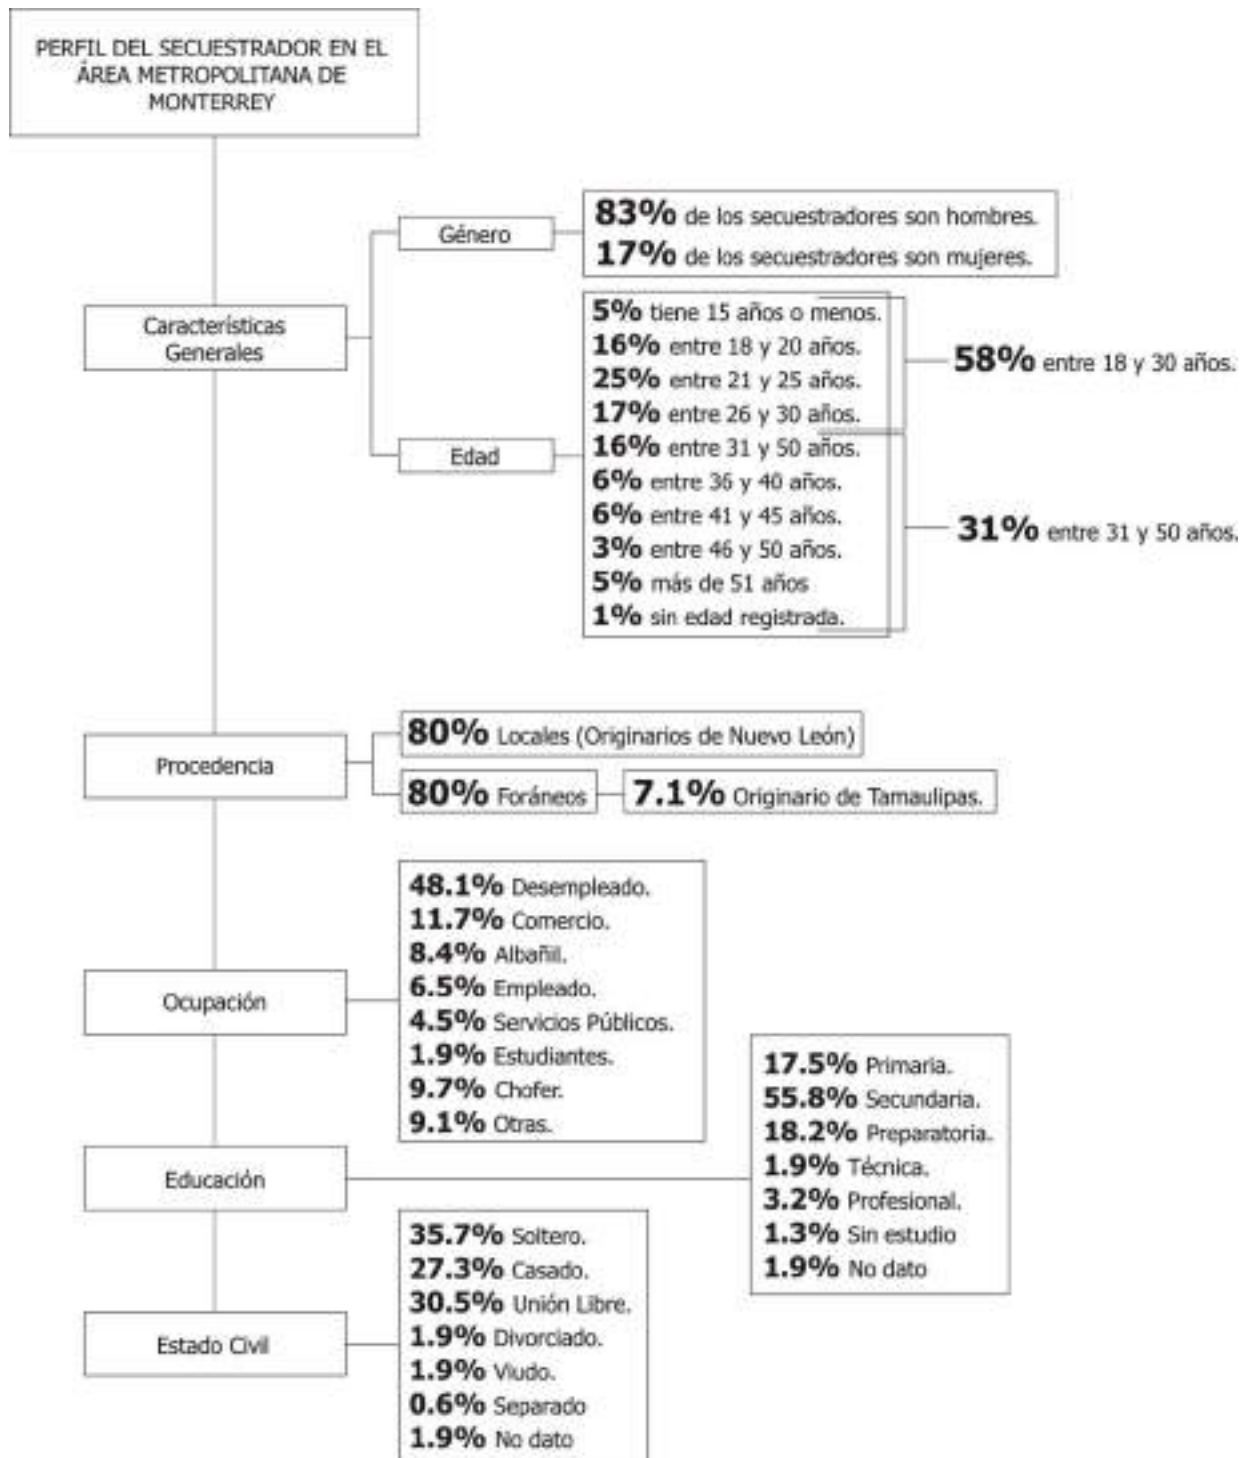 PERFIL DEL SECUESTRADOR EN EL
ÁREA METROPOLITANA DE
MONTERREY
Características
Generales
Género
83% de los secuestradores son hombres.
17% de los secuestradores son mujeres.
Edad
5% tiene 15 años o menos.
16% entre 18 y 20 años.
25% entre 21 y 25 años.
17% entre 26 y 30 años.
16% entre 31 y 50 años.
6% entre 36 y 40 años.
6% entre 41 y 45 años.
3% entre 46 y 50 años.
5% más de 51 años
1% sin edad registrada.
58% entre 18 y 30 años.
31% entre 31 y 50 años.
Procedencia
80% Locales (Originarios de Nuevo León)
80% Foráneos
7.1% Originario de Tamaulipas.
Ocupación
48.1% Desempleado.
11.7% Comercio.
8.4% Albañil.
6.5% Empleado.
4.5% Servicios Públicos.
1.9% Estudiantes.
9.7% Chofer.
9.1% Otras.
Educación
17.5% Primaria.
55.8% Secundaria.
18.2% Preparatoria.
1.9% Técnica.
3.2% Profesional.
1.3% Sin estudio
1.9% No dato
Estado Civil
35.7% Soltero.
27.3% Casado.
30.5% Unión Libre.
1.9% Divorciado.
1.9% Viudo.
0.6% Separado
1.9% No dato